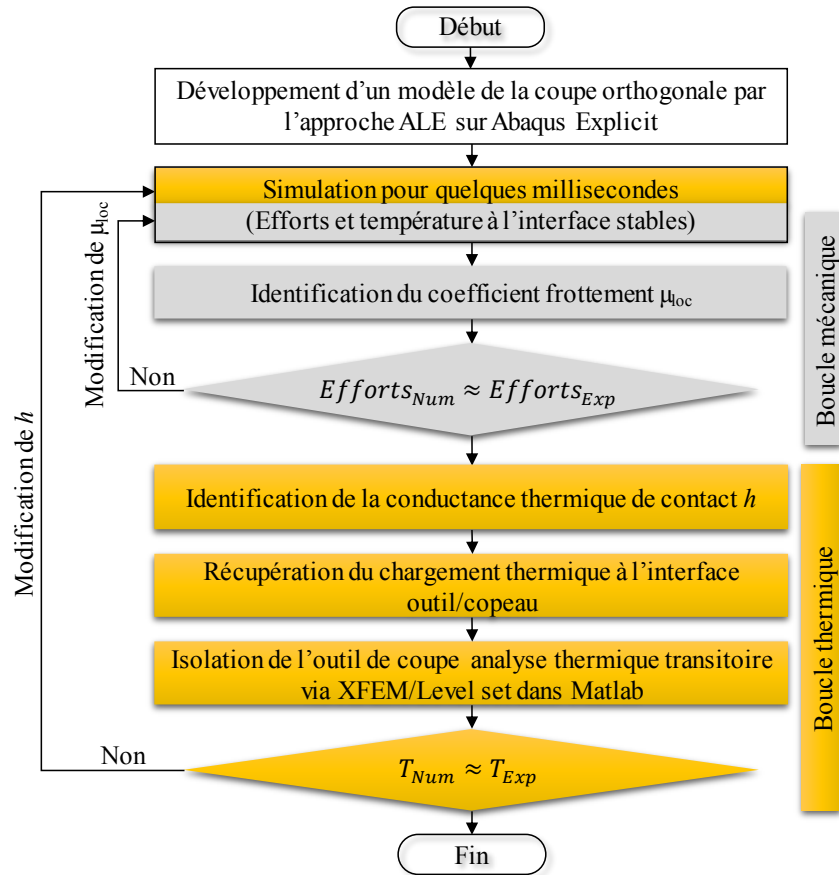 Début
Développement d'un modèle de la coupe orthogonale par
l'approche ALE sur Abaqus Explicit
Simulation pour quelques millisecondes
(Efforts et température à l'interface stables)
Identification du coefficient frottement μloc
Non
Efforts_Num ≈ Efforts_Exp
Modification de μloc
Boucle mécanique
Identification de la conductance thermique de contact h
Récupération du chargement thermique à l'interface
outil/copeau
Isolation de l'outil de coupe analyse thermique transitoire
via XFEM/Level set dans Matlab
Non
T_Num ≈ T_Exp
Modification de h
Boucle thermique
Fin